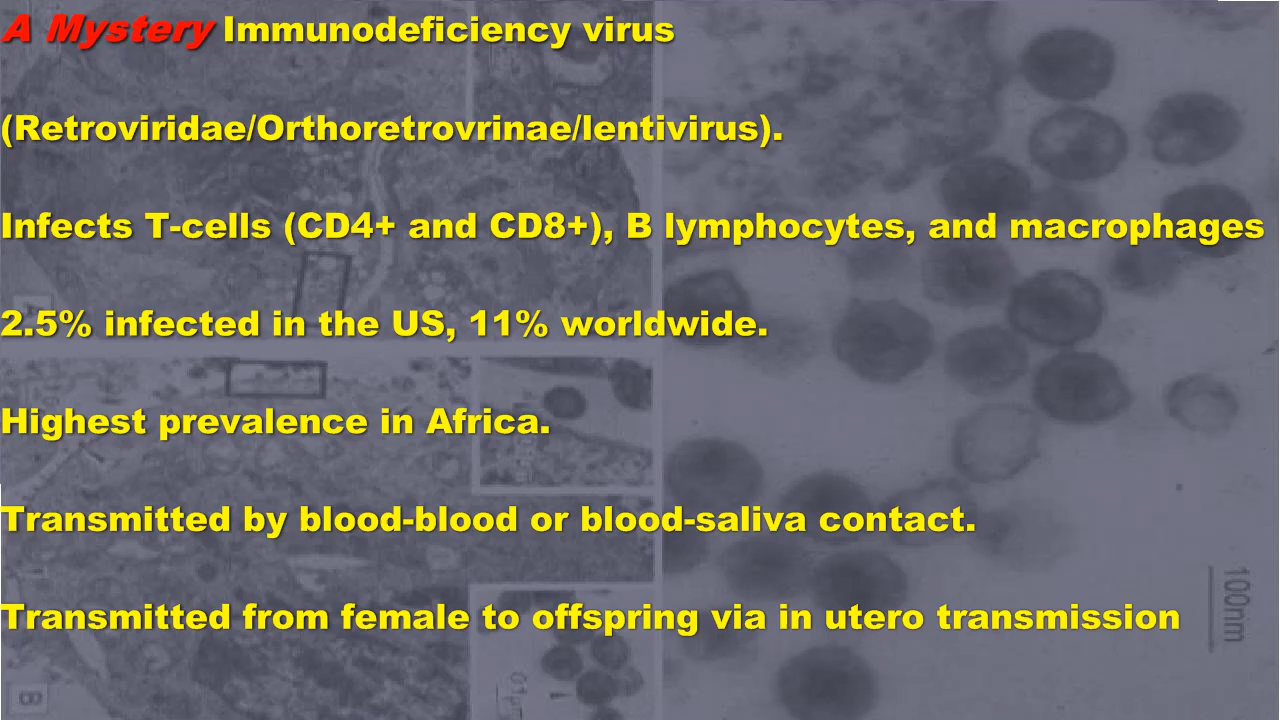 A Mystery Immunodeficiency virus
(Retroviridae/Orthoretrovrinae/lentivirus).
Infects T-cells (CD4+ and CD8+), B lymphocytes, and macrophages
2.5% infected in the US, 11% worldwide.
Highest prevalence in Africa.
Transmitted by blood-blood or blood-saliva contact.
Transmitted from female to offspring via in utero transmission
100nm
B